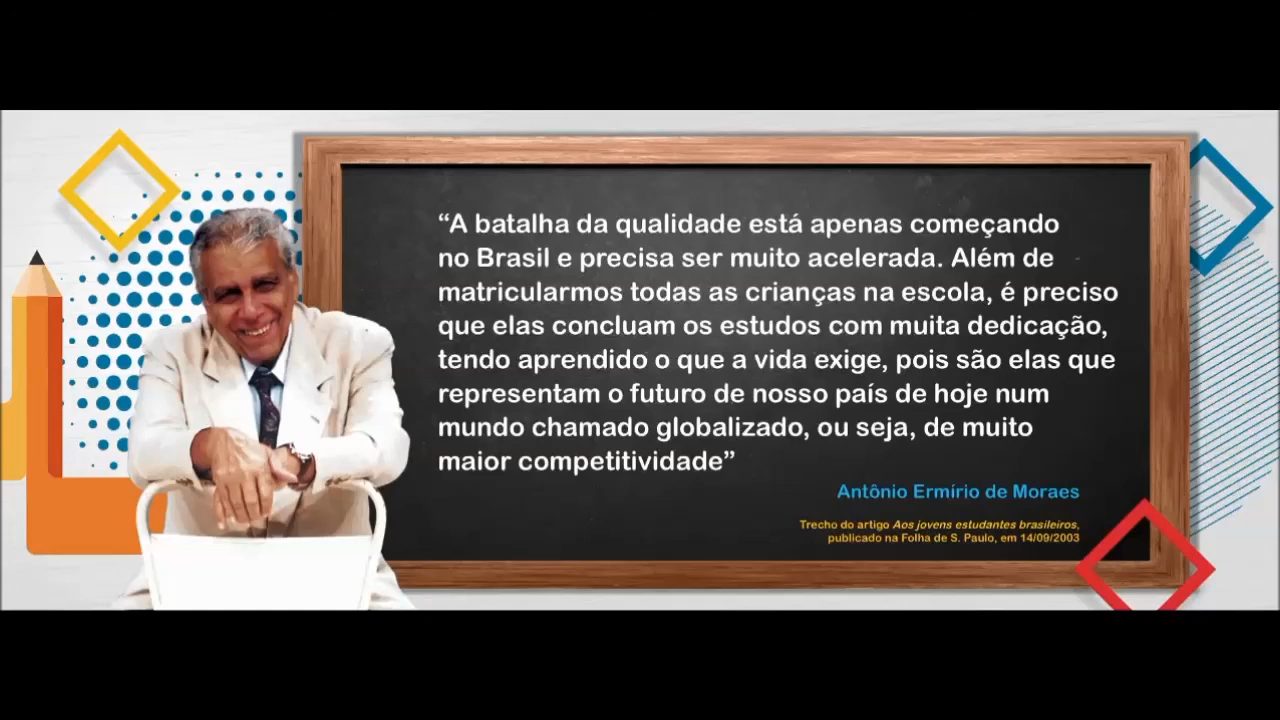 “A batalha da qualidade está apenas começando
no Brasil e precisa ser muito acelerada. Além de
matricularmos todas as crianças na escola, é preciso
que elas concluam os estudos com muita dedicação,
tendo aprendido o que a vida exige, pois são elas que
representam o futuro de nosso país de hoje num
mundo chamado globalizado, ou seja, de muito
maior competitividade”
Antônio Ermírio de Moraes
Trecho do artigo Aos jovens estudantes brasileiros,
publicado na Folha de S. Paulo, em 14/09/2003